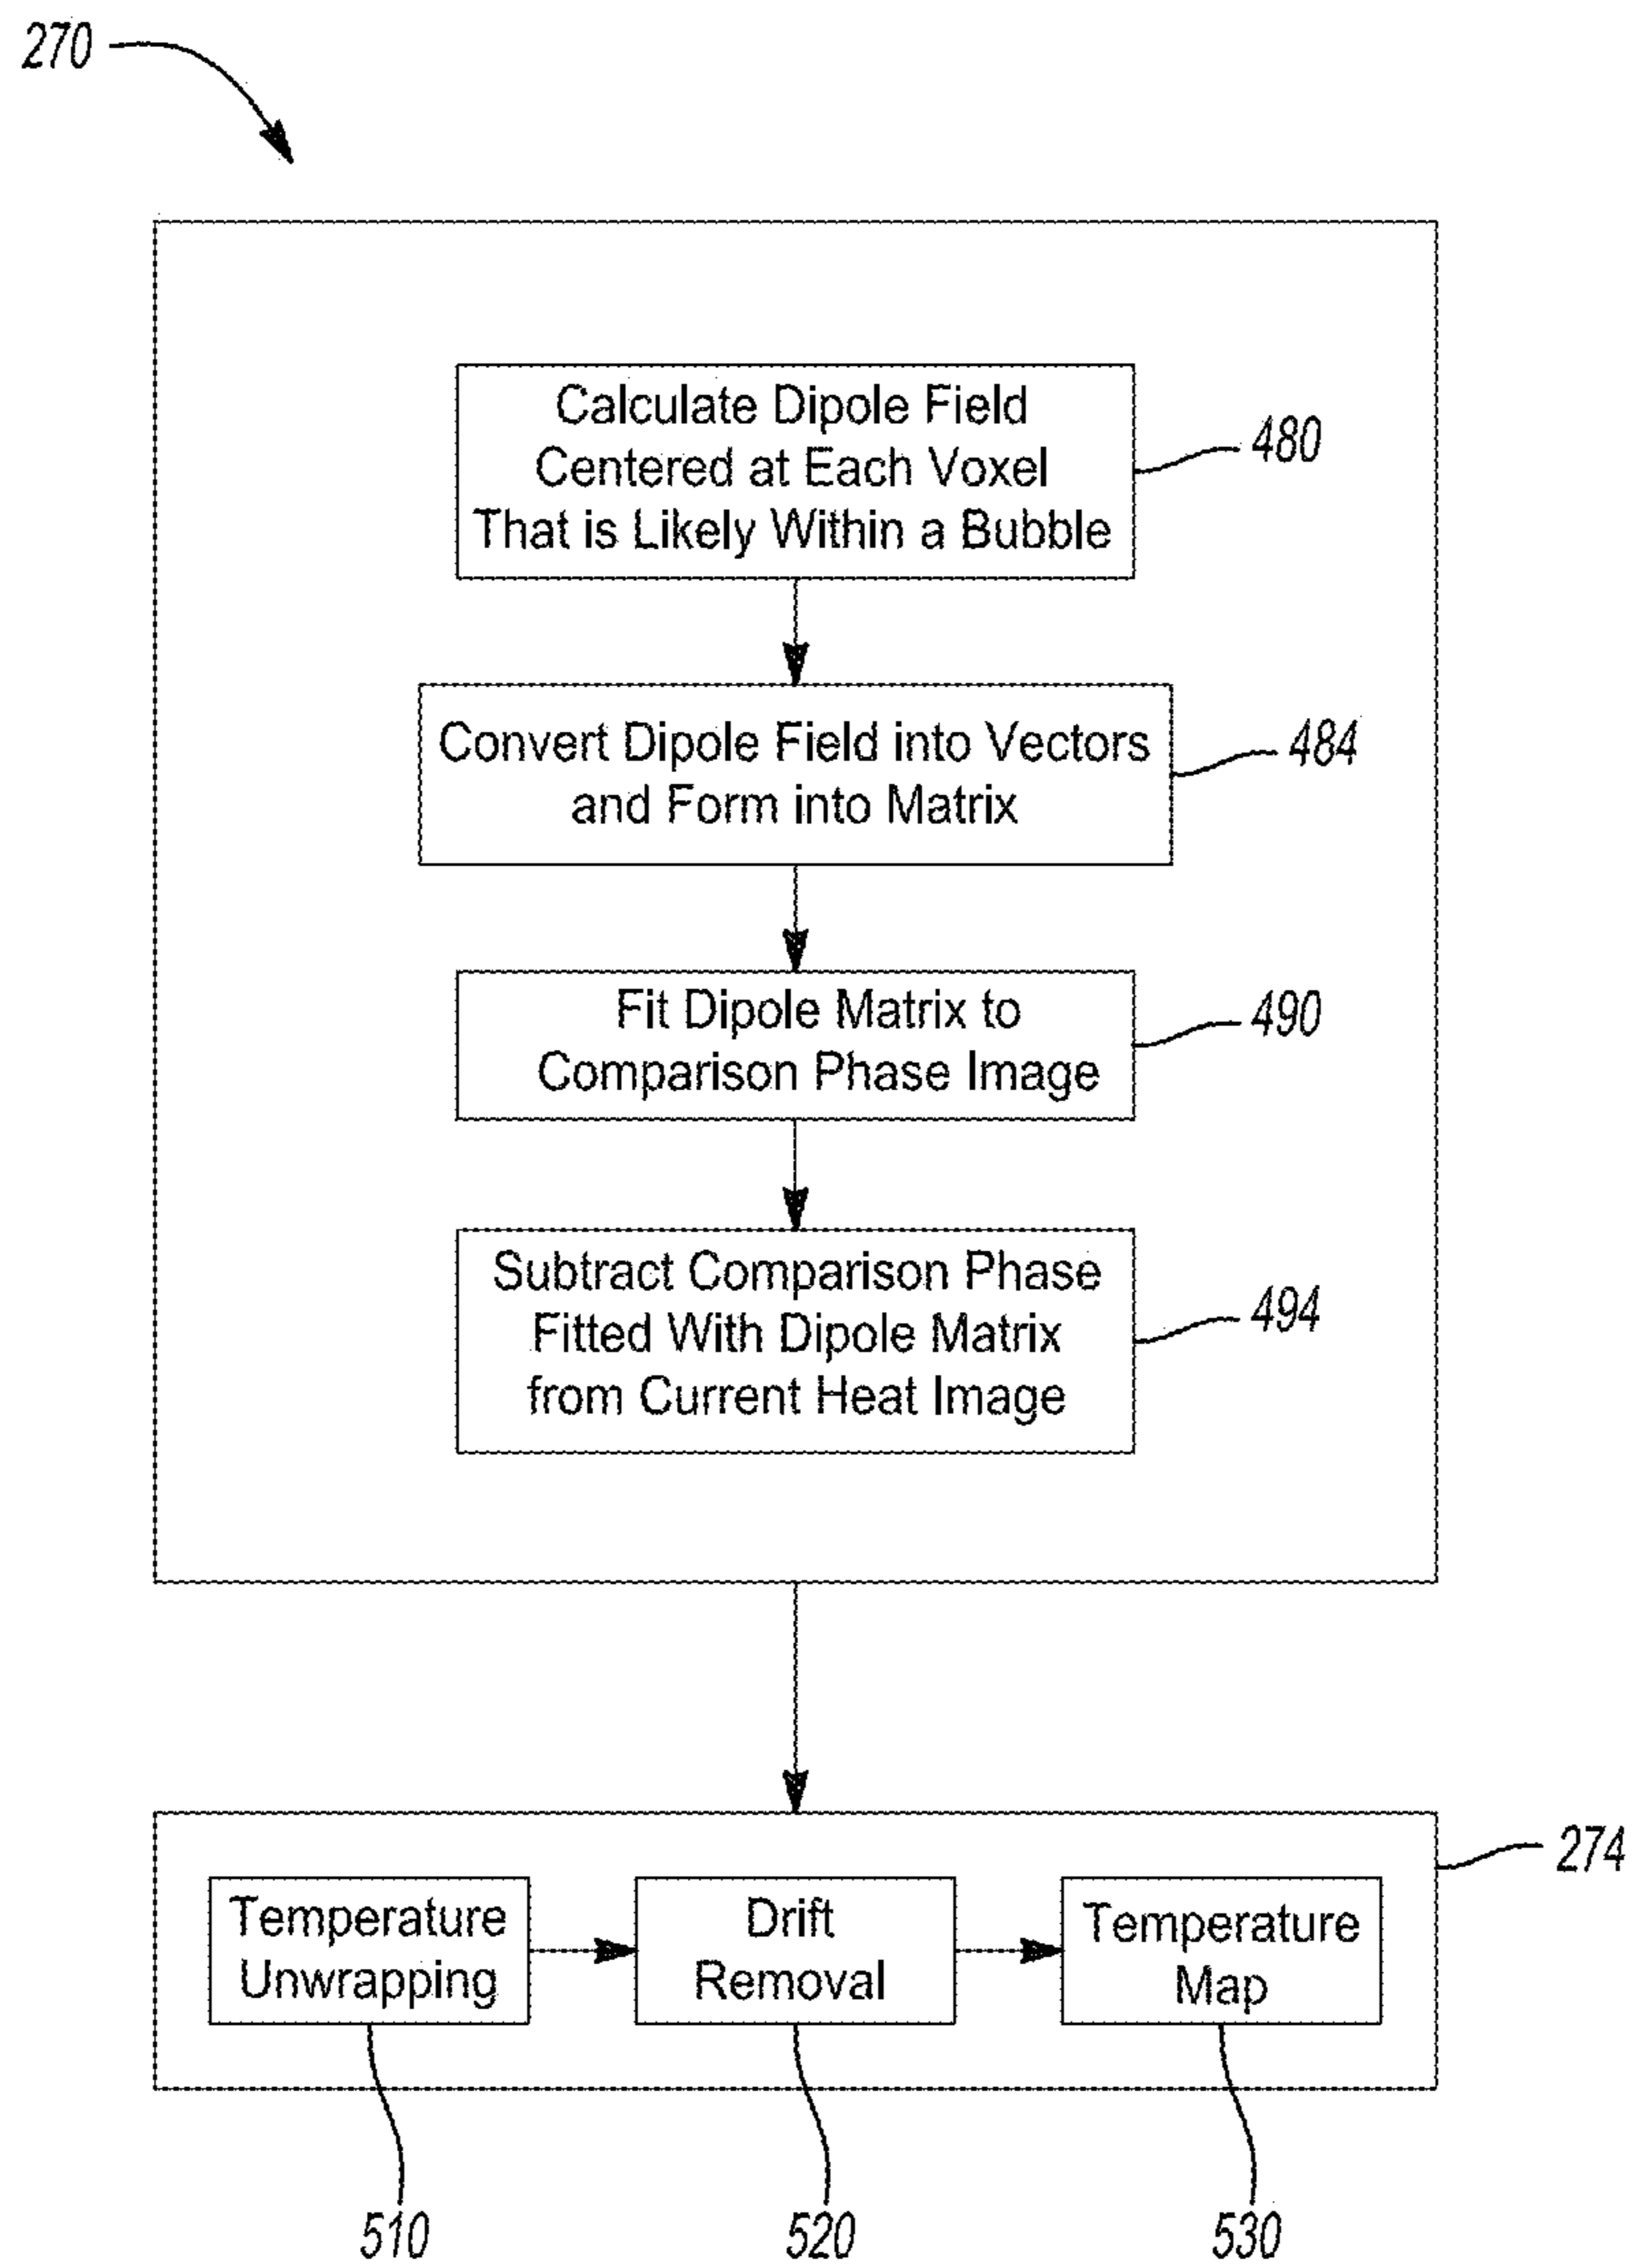 270
Calculate Dipole Field
Centered at Each Voxel
That is Likely Within a Bubble
480
Convert Dipole Field into Vectors
and Form into Matrix
484
Fit Dipole Matrix to
Comparison Phase Image
490
Subtract Comparison Phase
Fitted With Dipole Matrix
from Current Heat Image
494
274
Temperature
Unwrapping
Drift
Removal
Temperature
Map
510
520
530